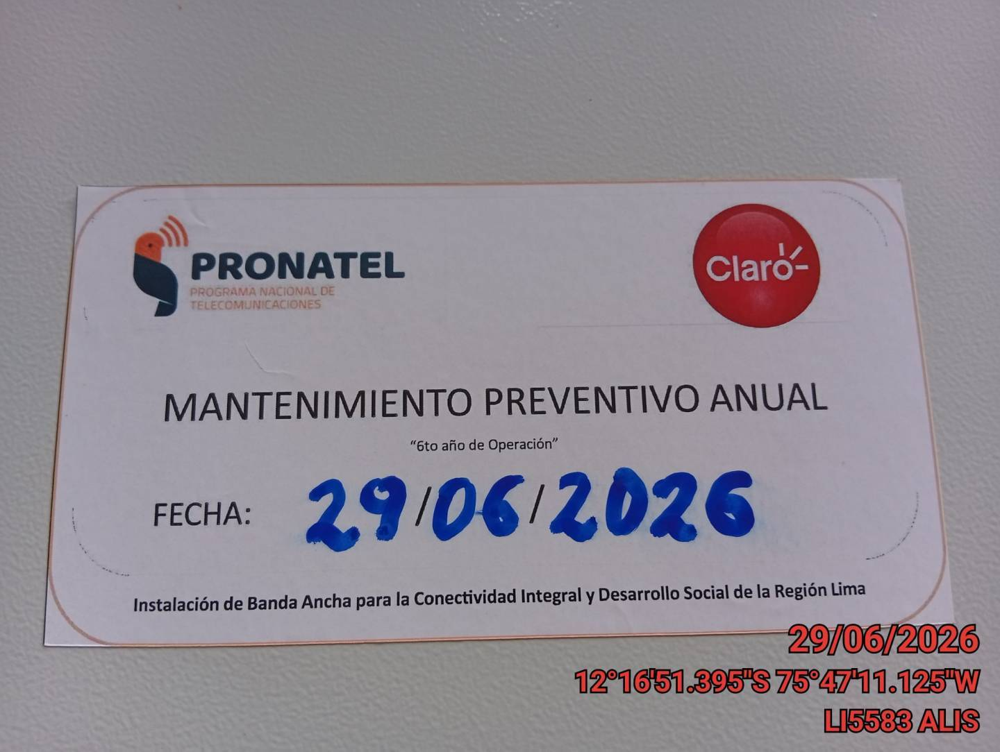 PRONATEL
PROGRAMA NACIONAL DE
TELECOMUNICACIONES
Claro
MANTENIMIENTO PREVENTIVO ANUAL
“6to año de Operación”
FECHA: 29/06/2026
Instalación de Banda Ancha para la Conectividad Integral y Desarrollo Social de la Región Lima
29/06/2026
12°16'51.395"S 75°47'11.125"W
LI5583 ALIS